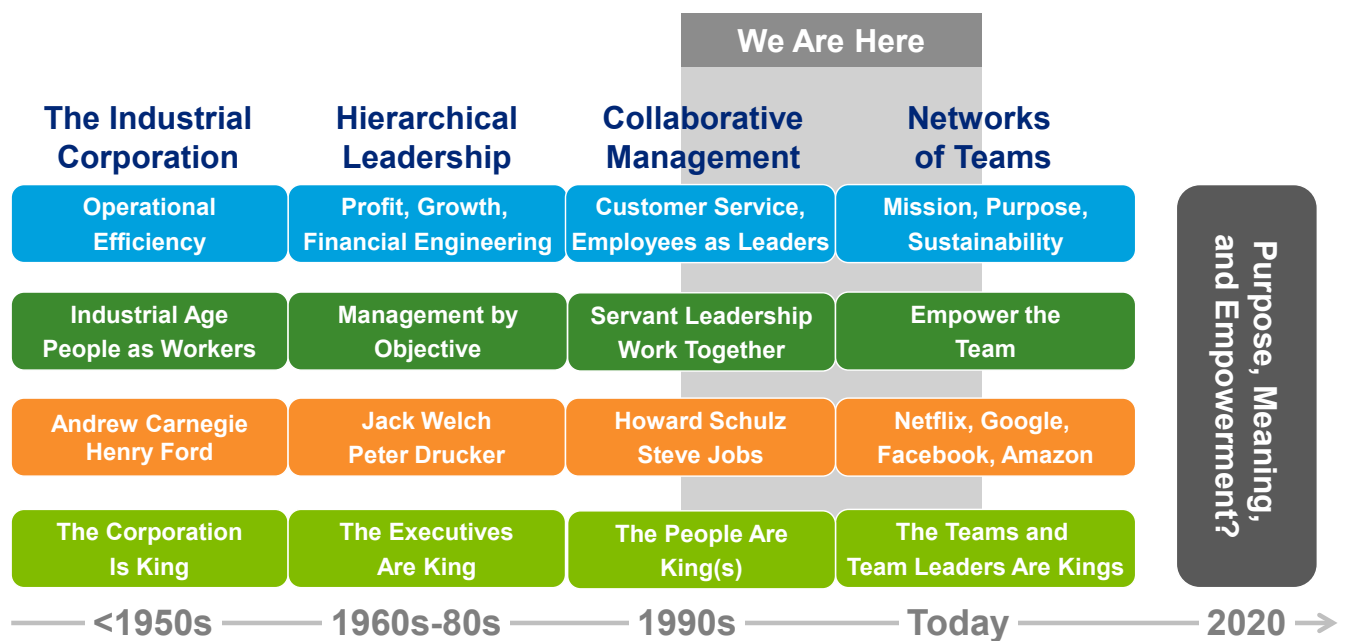 We Are Here
The Industrial
Corporation
Hierarchical
Leadership
Collaborative
Management
Networks
of Teams
Operational
Efficiency
Profit, Growth,
Financial Engineering
Customer Service,
Employees as Leaders
Mission, Purpose,
Sustainability
Industrial Age
People as Workers
Management by
Objective
Servant Leadership
Work Together
Empower the
Team
Andrew Carnegie
Henry Ford
Jack Welch
Peter Drucker
Howard Schulz
Steve Jobs
Netflix, Google,
Facebook, Amazon
The Corporation
Is King
The Executives
Are King
The People Are
King(s)
The Teams and
Team Leaders Are Kings
Purpose, Meaning,
and Empowerment?
<1950s
1960s-80s
1990s
Today
2020